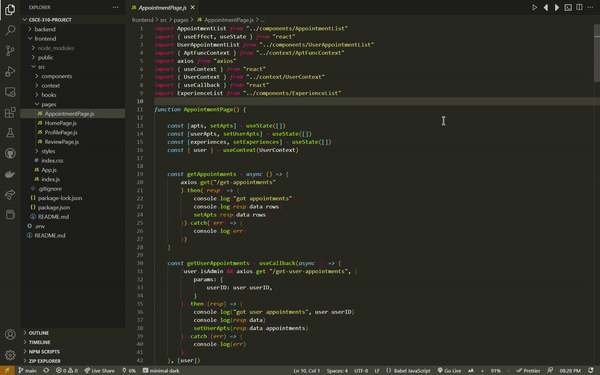 EXPLORER
···
CSCE-310-PROJECT
backend
frontend
node_modules
public
src
components
context
hooks
pages
AppointmentPage.js
HomePage.js
ProfilePage.js
ReviewPage.js
styles
index.css
App.js
index.js
.gitignore
package-lock.json
package.json
README.md
.env
README.md
OUTLINE
TIMELINE
NPM SCRIPTS
ZIP EXPLORER
AppointmentPage.js
frontend > src > pages > AppointmentPage.js > ...
1 import AppointmentList from "../components/AppointmentList"
2 import { useEffect, useState } from "react"
3 import UserAppointmentList from "../components/UserAppointmentList"
4 import { AptFuncContext } from "../context/AptFuncContext"
5 import axios from "axios"
6 import { useContext } from "react"
7 import { UserContext } from "../context/UserContext"
8 import { useCallback } from "react"
9 import ExperienceList from "../components/ExperienceList"
10
11 function AppointmentPage() {
12
13 const [apts, setApts] = useState([])
14 const [userApts, setUserApts] = useState([])
15 const [experiences, setExperiences] = useState([])
16 const { user } = useContext(UserContext)
17
18
19 const getAppointments = async () => {
20 axios.get("/get-appointments"
21 ).then( resp => {
22 console.log "got appointments"
23 console.log resp.data.rows
24 setApts resp.data.rows
25 }).catch( err => {
26 console.log err
27 })
28 }
29
30 const getUserAppointments = useCallback(async => {
31 user.isAdmin && axios.get "/get-user-appointments", {
32 params: {
33 userID: user.userID,
34 }
35 }).then (resp) => {
36 console.log("got user appointments", user.userID)
37 console.log(resp.data)
38 setUserApts(resp.data.appointments)
39 }).catch (err) => {
40 console.log(err)
41 })
42 }, [user])
main
0
0
Live Share
6%
minimal dark
Ln 10, Col 1
Spaces: 4
UTF-8
LF
Babel JavaScript
Go Live
91%
Prettier
08:28 PM